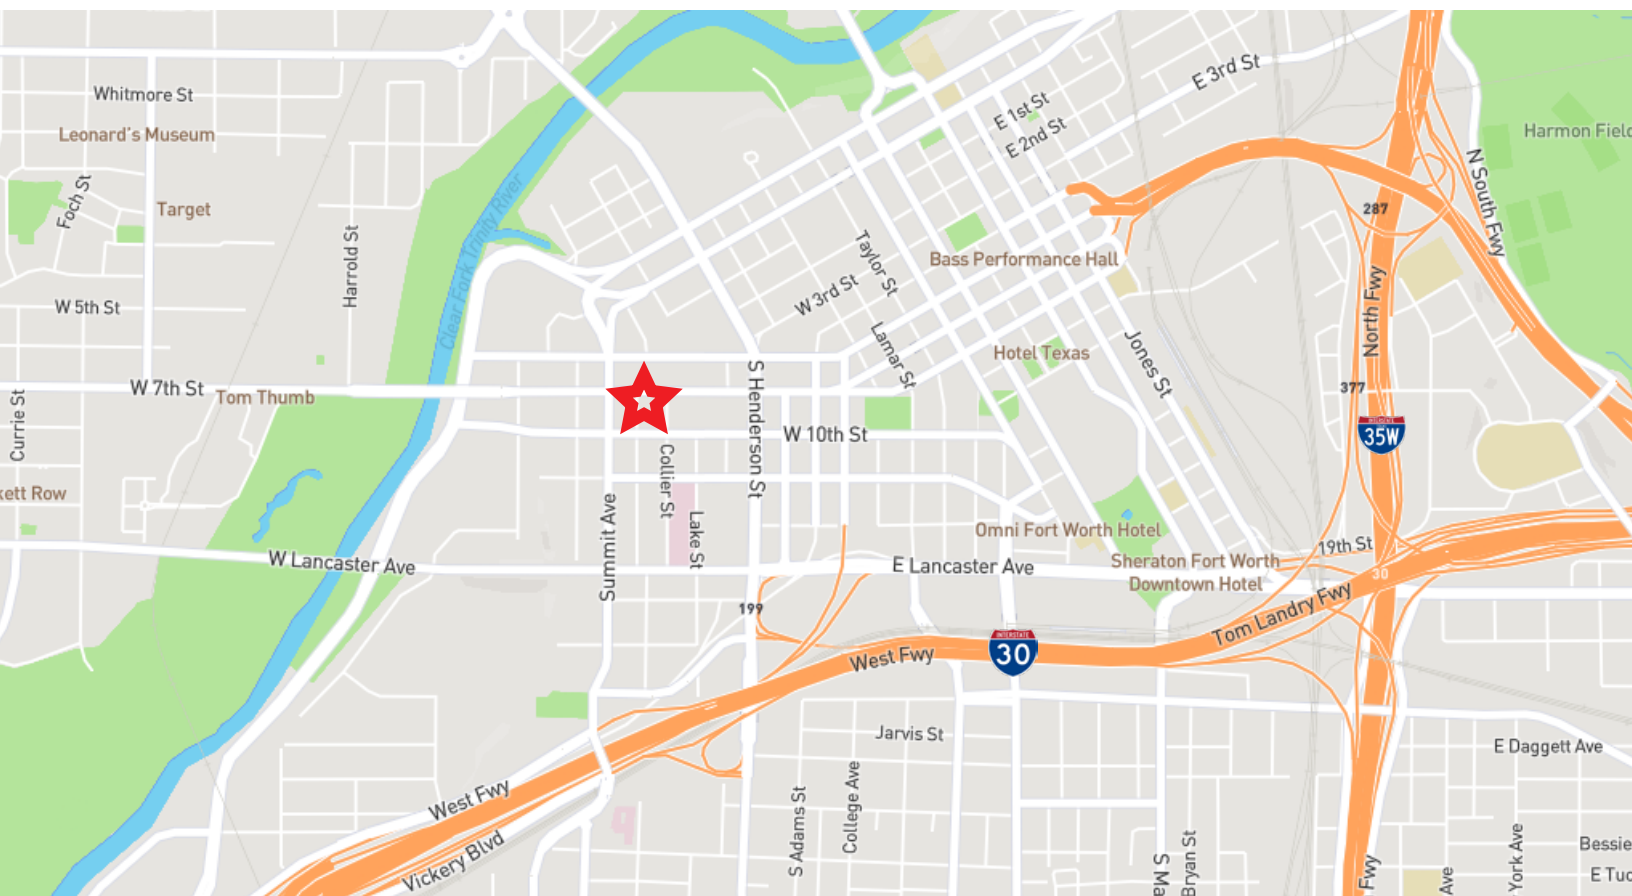 Whitmore St
Leonard's Museum
Foch St
Target
Harrold St
W 5th St
Clear Fork Trinity River
W 7th St
Tom Thumb
Currie St
kett Row
W Lancaster Ave
E 3rd St
E 1st St
E 2nd St
Harmon Field
N South Fwy
287
Bass Performance Hall
Taylor St
W 3rd St
North Fwy
Lamar St
Hotel Texas
Jones St
S Henderson St
377
INTERSTATE
35W
W 10th St
Collier St
Summit Ave
Lake St
Omni Fort Worth Hotel
19th St
E Lancaster Ave
Sheraton Fort Worth
Downtown Hotel
30
Tom Landry Fwy
199
INTERSTATE
30
West Fwy
Jarvis St
E Daggett Ave
West Fwy
College Ave
S Adams St
Vickery Blvd
S Ma
Bryan St
Fwy
Ave
York Ave
Bessie
E Tuc